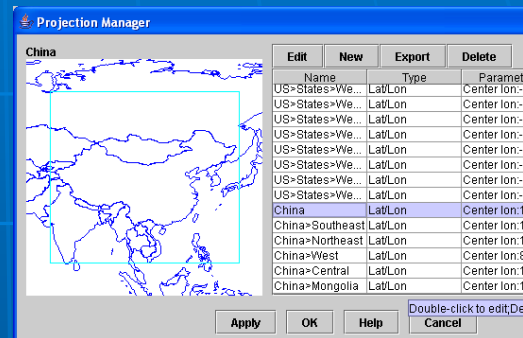 Projection Manager
China
Edit New Export Delete
Name Type Paramet
US>States>We... Lat/Lon Center lon:-
US>States>We... Lat/Lon Center lon:-
US>States>We... Lat/Lon Center lon:-
US>States>We... Lat/Lon Center lon:-
US>States>We... Lat/Lon Center lon:-
US>States>We... Lat/Lon Center lon:-
US>States>We... Lat/Lon Center lon:-
US>States>We... Lat/Lon Center lon:-
China Lat/Lon Center lon:1
China>Southeast Lat/Lon Center lon:1
China>Northeast Lat/Lon Center lon:1
China>West Lat/Lon Center lon:8
China>Central Lat/Lon Center lon:1
China>Mongolia Lat/Lon Center lon:1
Double-click to edit;De
Apply OK Help Cancel